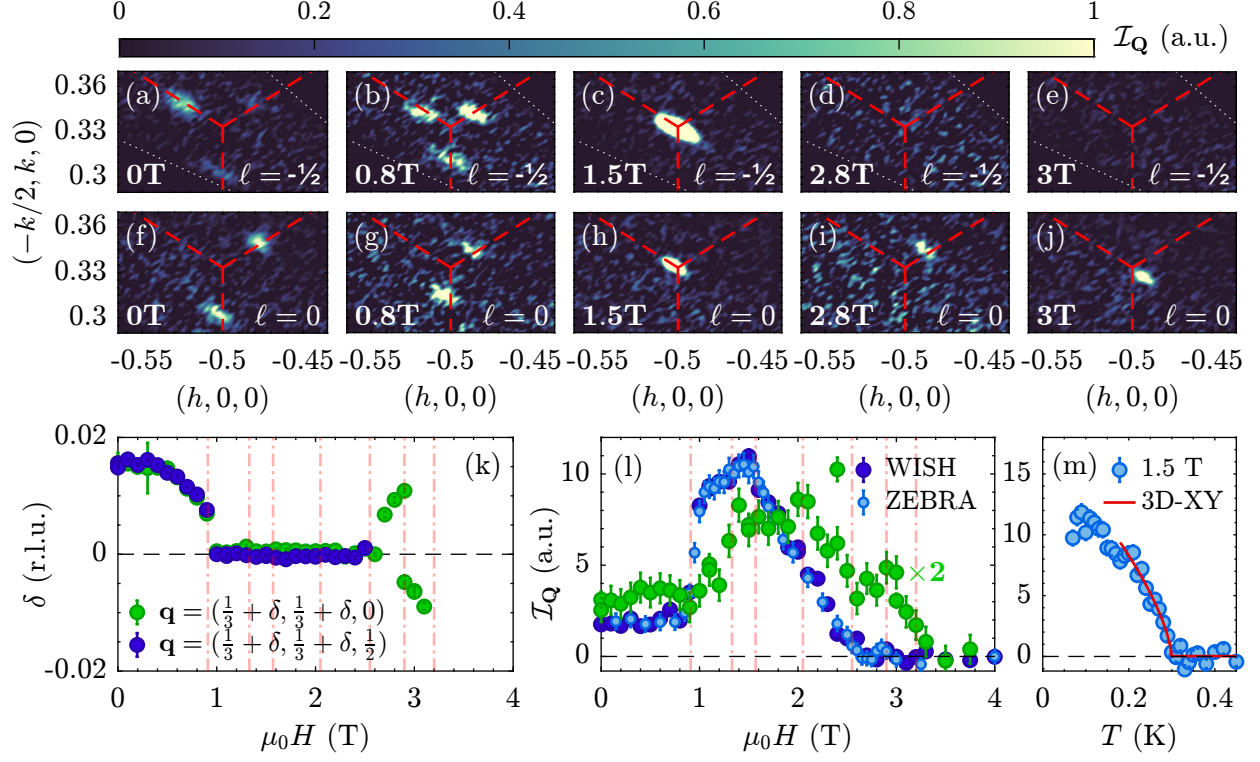 0 0.2 0.4 0.6 0.8 1
𝓘_Q (a.u.)
0.36
0.33
0.3
(−k/2, k, 0)
(a) (b) (c) (d) (e)
0T ℓ = -½ 0.8T ℓ = -½ 1.5T ℓ = -½ 2.8T ℓ = -½ 3T ℓ = -½
0.36
0.33
0.3
(f) (g) (h) (i) (j)
0T ℓ = 0 0.8T ℓ = 0 1.5T ℓ = 0 2.8T ℓ = 0 3T ℓ = 0
-0.55 -0.5 -0.45 -0.55 -0.5 -0.45 -0.55 -0.5 -0.45 -0.55 -0.5 -0.45 -0.55 -0.5 -0.45
(h, 0, 0) (h, 0, 0) (h, 0, 0) (h, 0, 0) (h, 0, 0)
0.02
0
-0.02
δ (r.l.u.)
(k)
q = (1/3 + δ, 1/3 + δ, 0)
q = (1/3 + δ, 1/3 + δ, 1/2)
0 1 2 3 4
μ₀H (T)
10
5
0
𝓘_Q (a.u.)
(l)
WISH
ZEBRA
×2
0 1 2 3 4
μ₀H (T)
15
10
5
0
(m)
1.5 T
3D-XY
0 0.2 0.4
T (K)